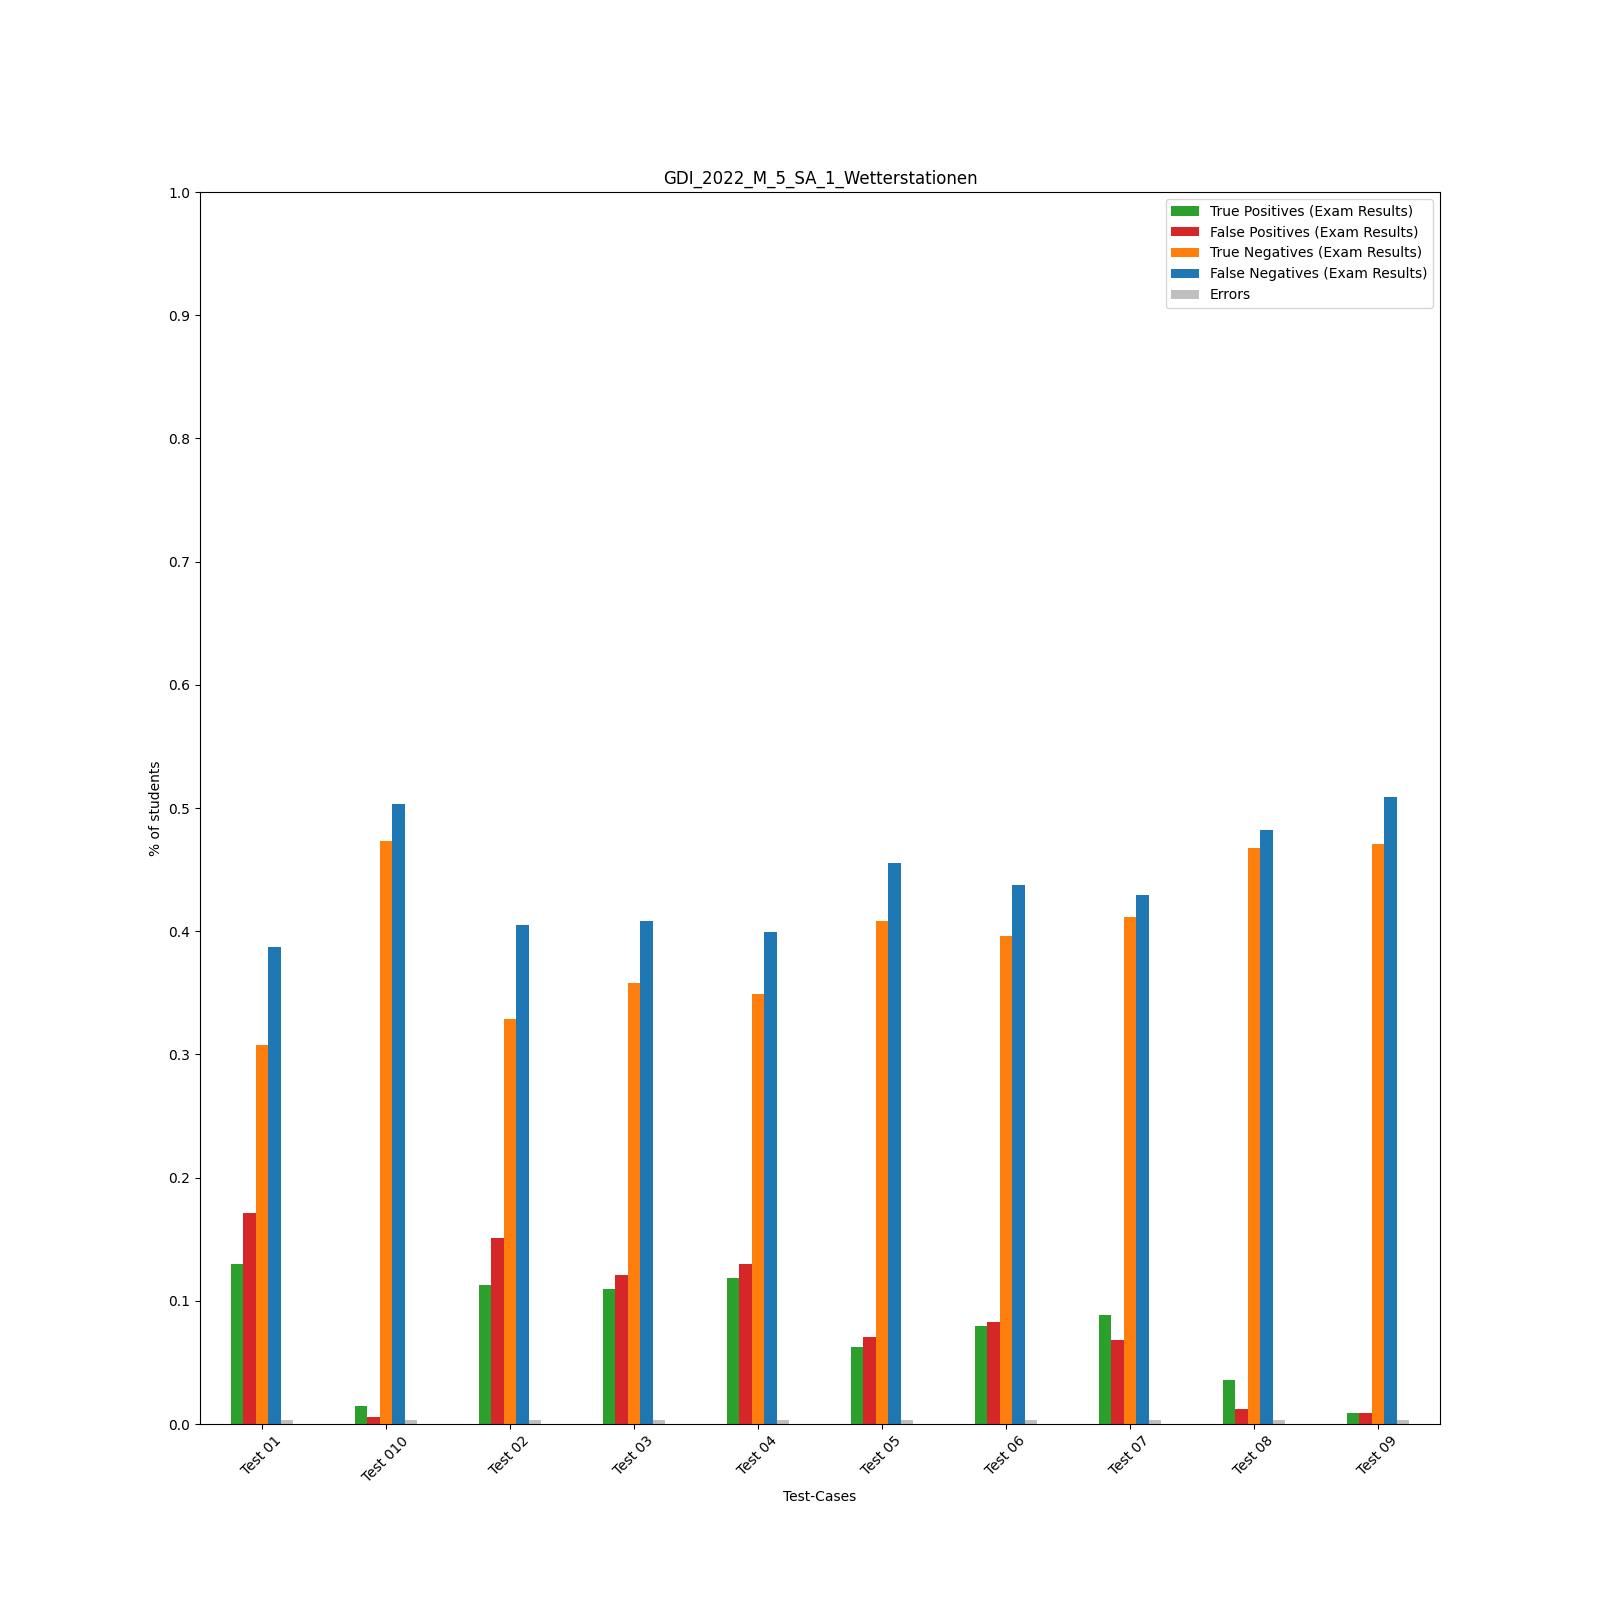 GDI_2022_M_5_SA_1_Wetterstationen
True Positives (Exam Results)
False Positives (Exam Results)
True Negatives (Exam Results)
False Negatives (Exam Results)
Errors
% of students
1.0
0.9
0.8
0.7
0.6
0.5
0.4
0.3
0.2
0.1
0.0
Test 01
Test 010
Test 02
Test 03
Test 04
Test 05
Test 06
Test 07
Test 08
Test 09
Test-Cases